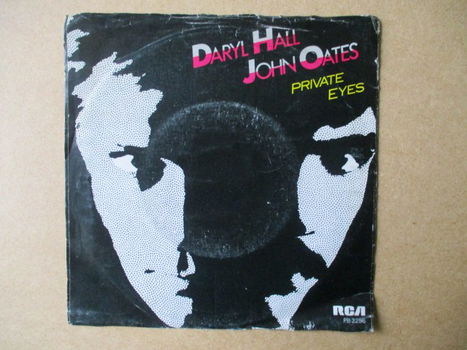 DARYL HALL
JOHN OATES
PRIVATE
EYES
RCA